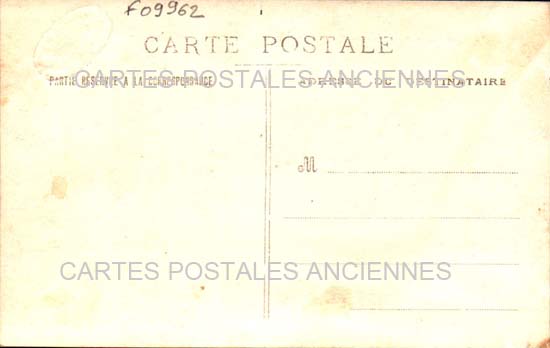 F09962
CARTE POSTALE
CARTES POSTALES ANCIENNES
PARTIE RÉSERVÉE A LA CORRESPONDANCE
ADRESSE DU DESTINATAIRE
M
CARTES POSTALES ANCIENNES